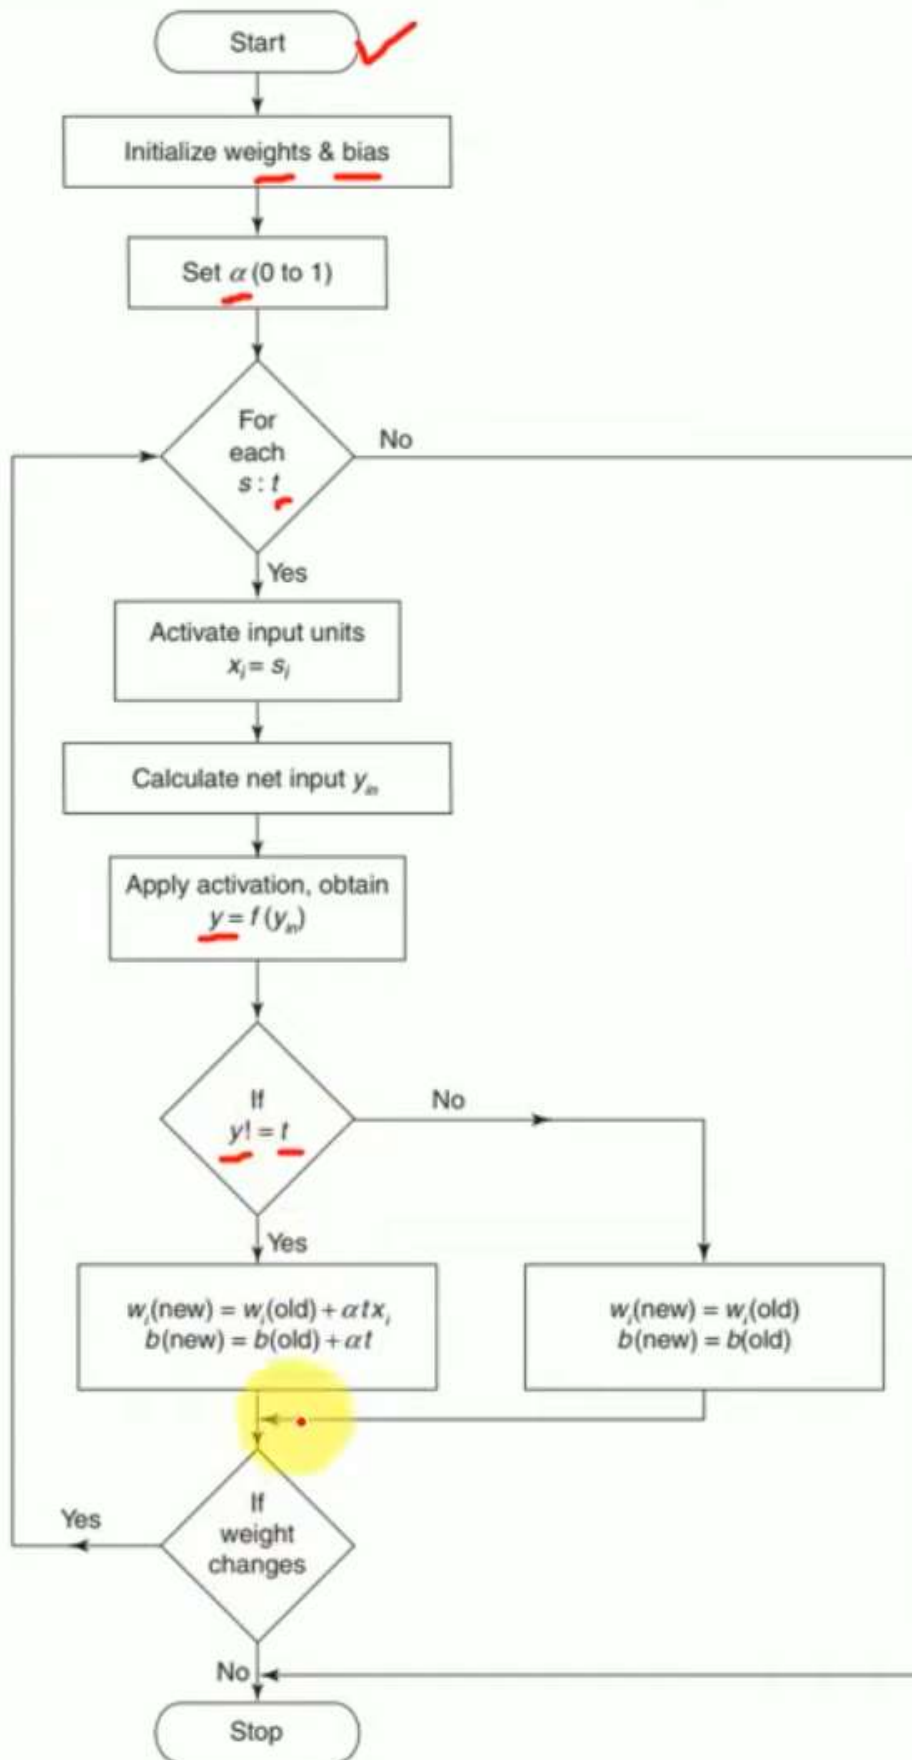 Start
Initialize weights & bias
Set α (0 to 1)
For
each
s : t
No
Yes
Activate input units
xᵢ = sᵢ
Calculate net input yᵢₙ
Apply activation, obtain
y = f (yᵢₙ)
If
y! = t
No
Yes
wᵢ(new) = wᵢ(old) + αtxᵢ
b(new) = b(old) + αt
wᵢ(new) = wᵢ(old)
b(new) = b(old)
If
weight
changes
Yes
No
Stop